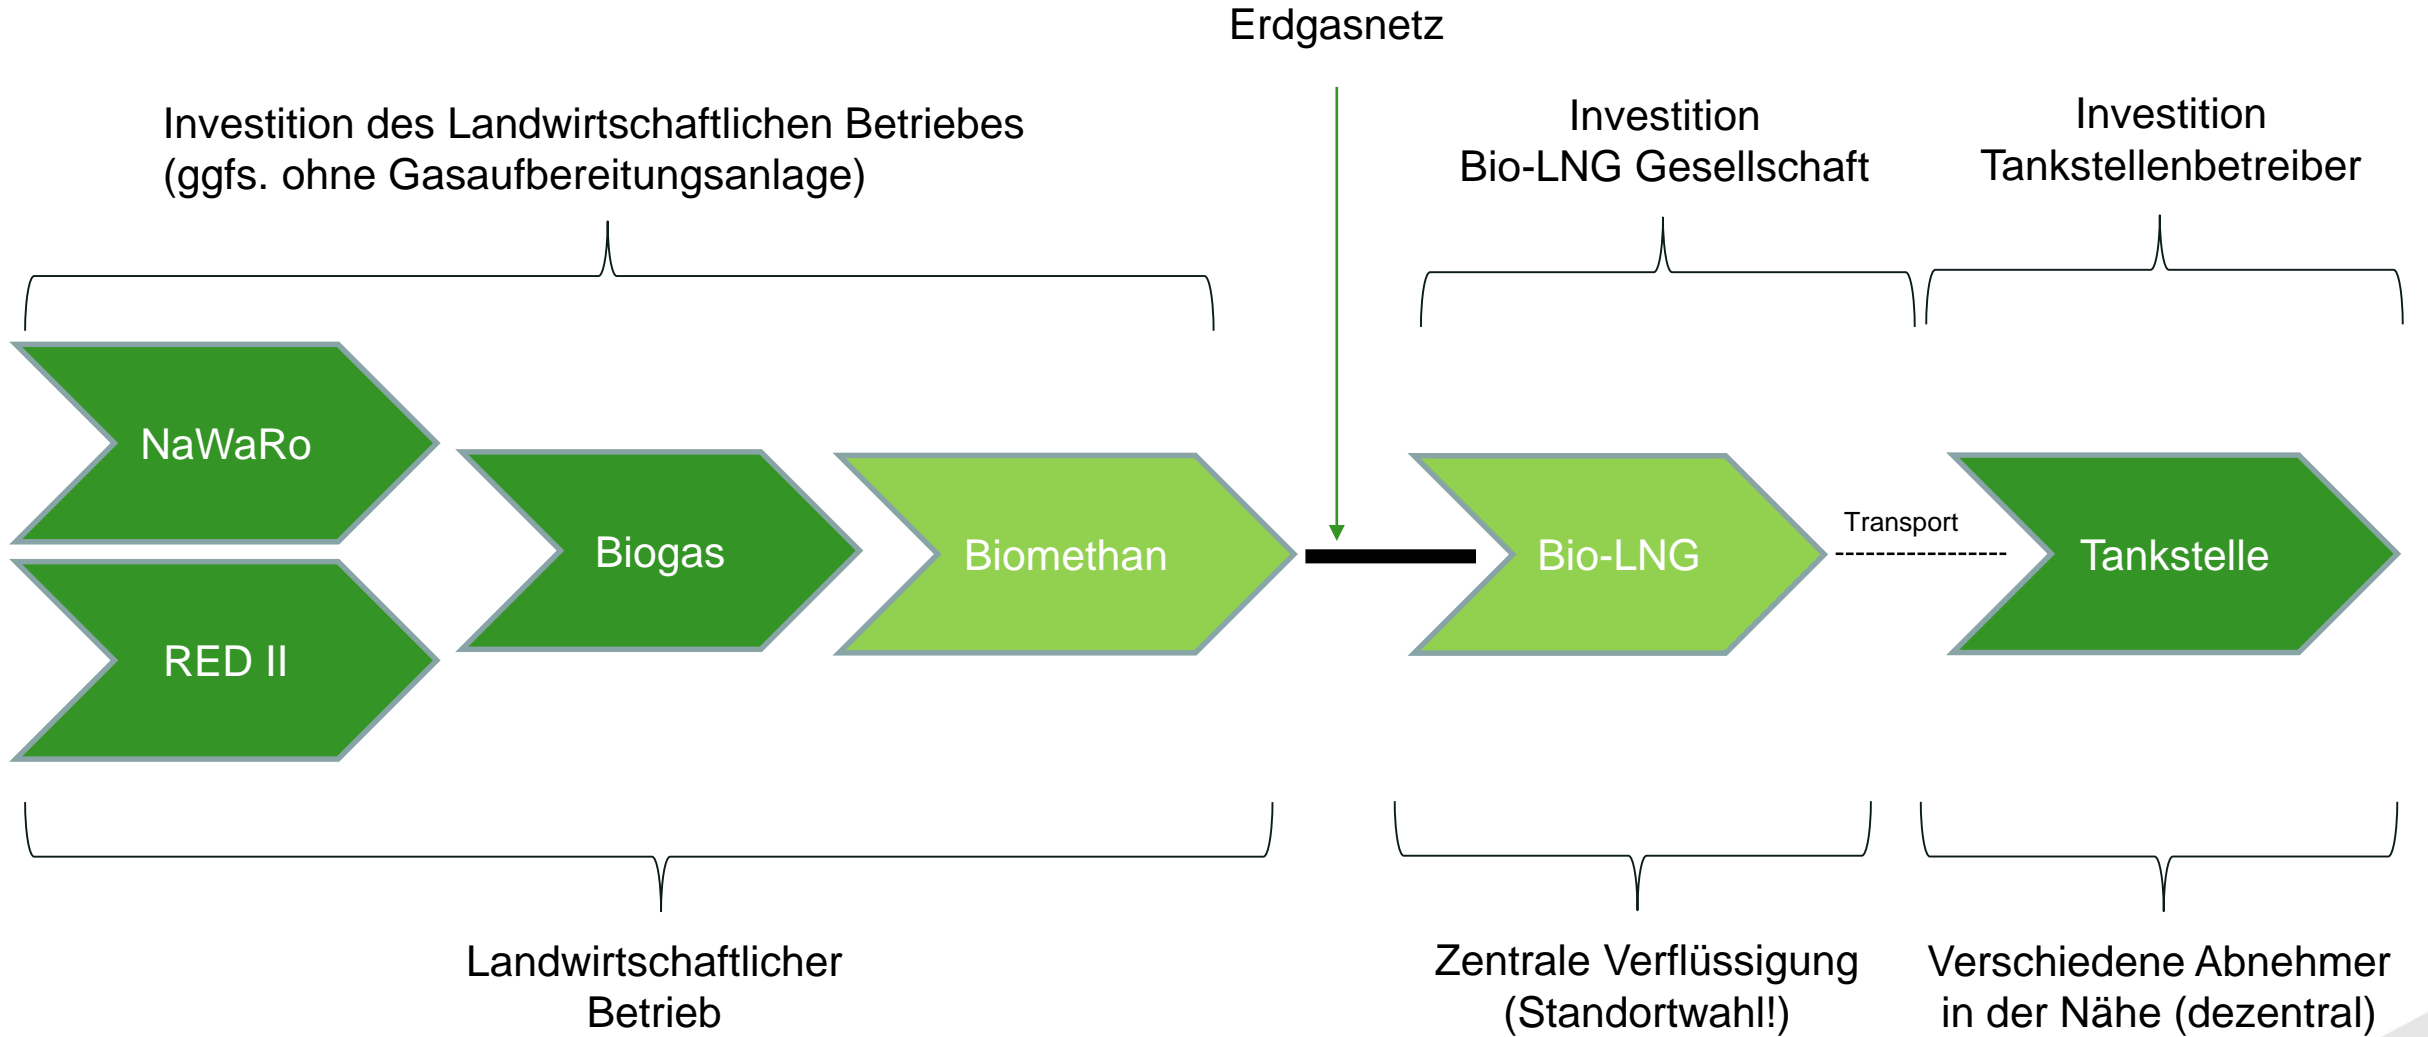 Erdgasnetz
Investition des Landwirtschaftlichen Betriebes
(ggfs. ohne Gasaufbereitungsanlage)
Investition
Bio-LNG Gesellschaft
Investition
Tankstellenbetreiber
NaWaRo
RED II
Biogas
Biomethan
Bio-LNG
Transport
Tankstelle
Landwirtschaftlicher
Betrieb
Zentrale Verflüssigung
(Standortwahl!)
Verschiedene Abnehmer
in der Nähe (dezentral)